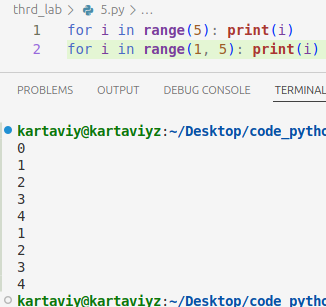 thrd_lab > 5.py > ...
1 for i in range(5): print(i)
2 for i in range(1, 5): print(i)
PROBLEMS OUTPUT DEBUG CONSOLE TERMINAL
kartaviy@kartaviyz:~/Desktop/code_pytho
0
1
2
3
4
1
2
3
4
kartaviy@kartaviyz:~/Desktop/code_pytho